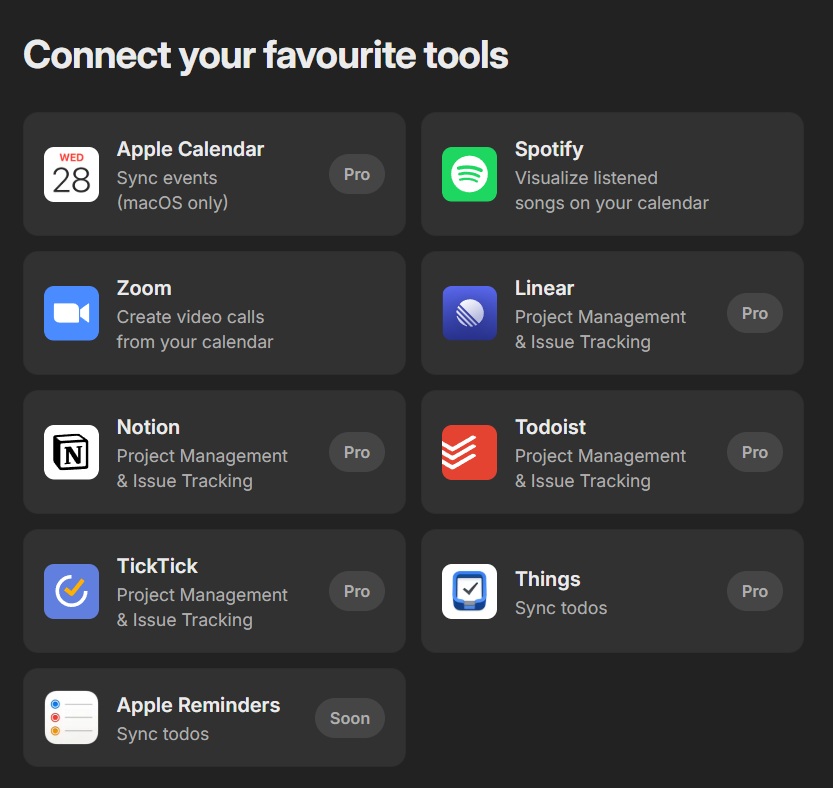 Connect your favourite tools
WED
28
Apple Calendar
Sync events
(macOS only)
Pro
Spotify
Visualize listened
songs on your calendar
Zoom
Create video calls
from your calendar
Linear
Project Management
& Issue Tracking
Pro
N
Notion
Project Management
& Issue Tracking
Pro
Todoist
Project Management
& Issue Tracking
Pro
TickTick
Project Management
& Issue Tracking
Pro
Things
Sync todos
Pro
Apple Reminders
Sync todos
Soon